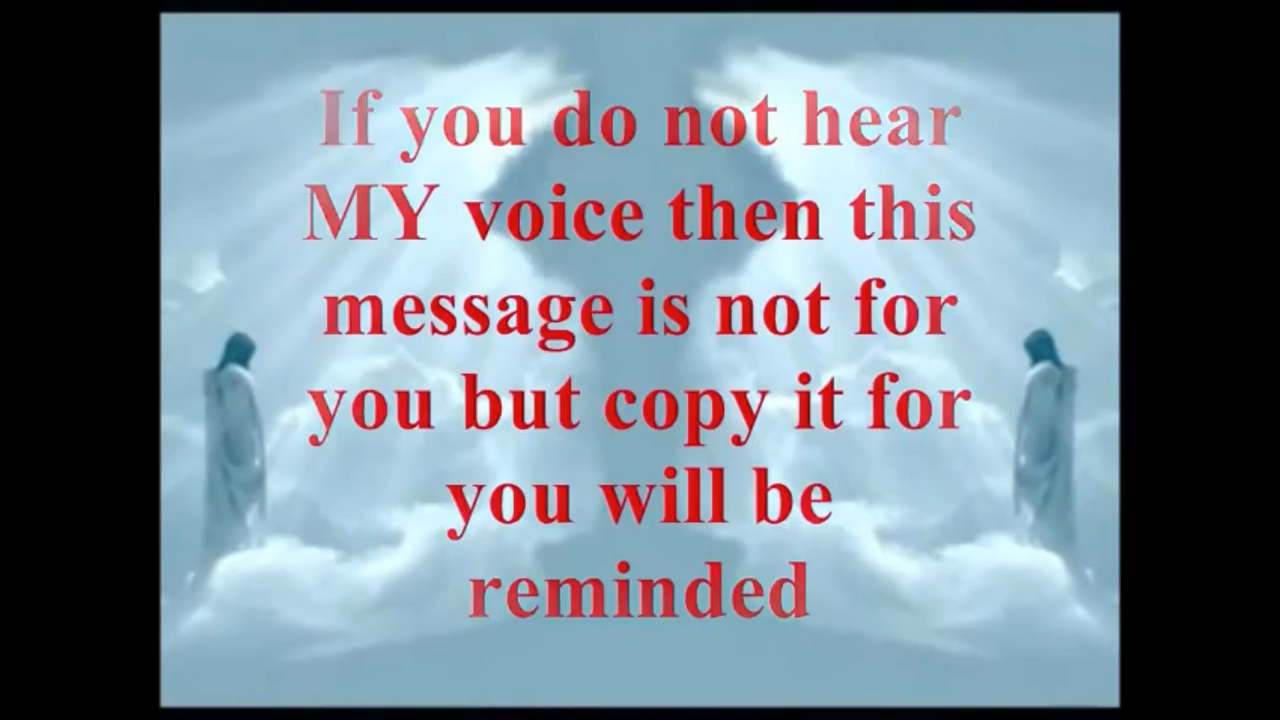 If you do not hear
MY voice then this
message is not for
you but copy it for
you will be
reminded